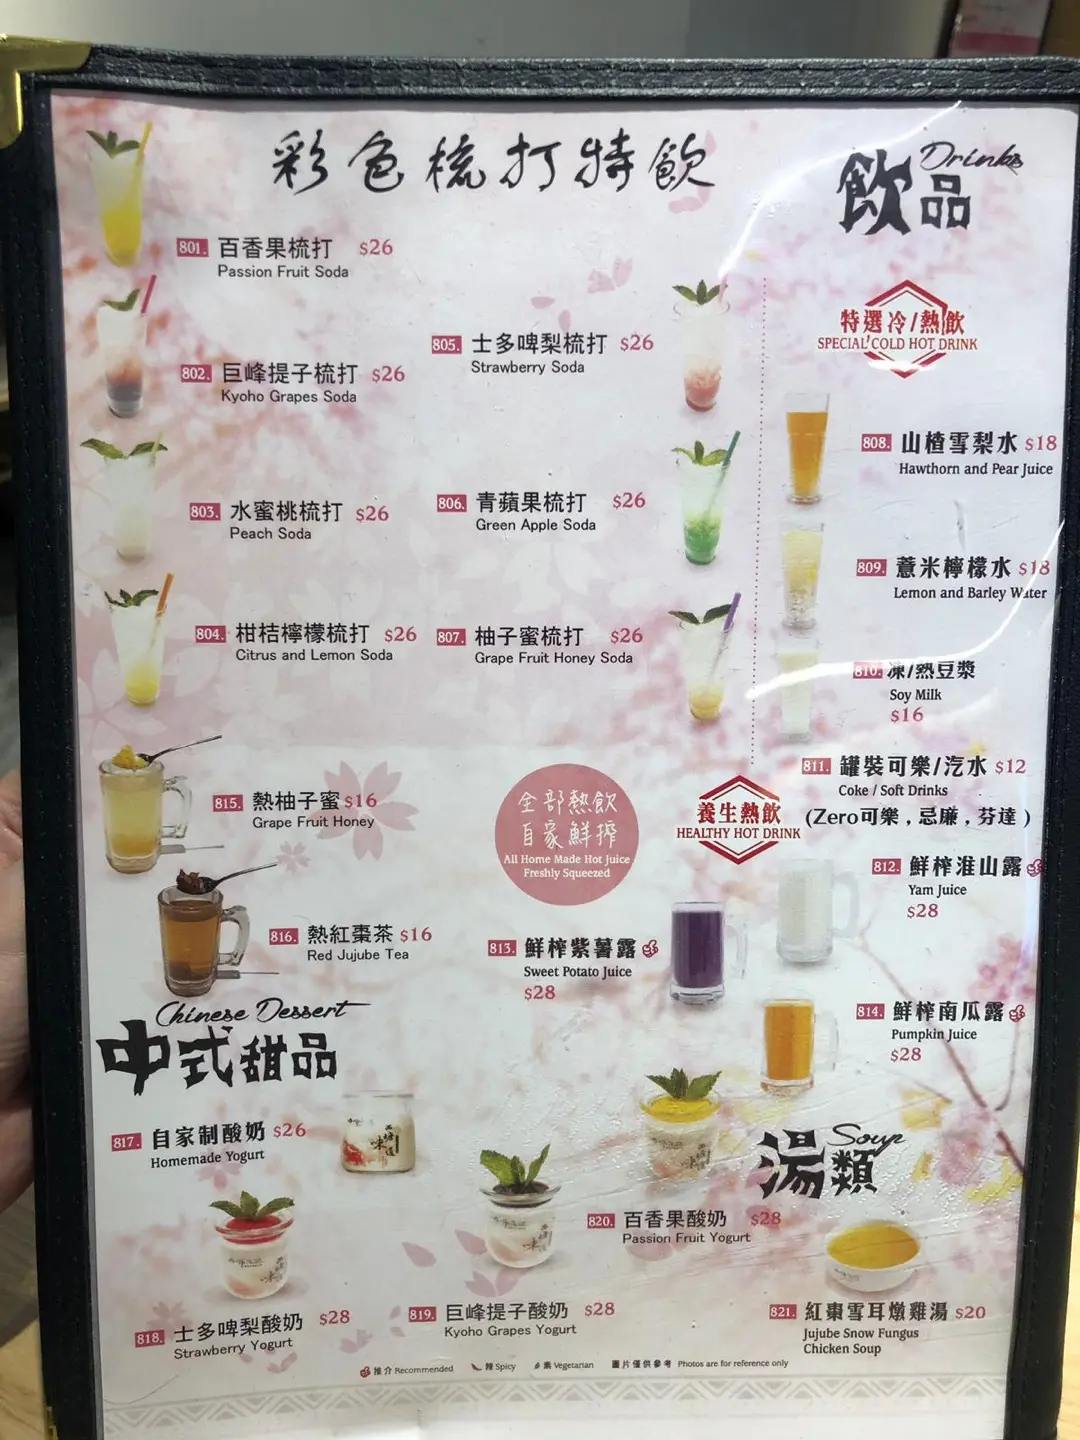 彩色梳打特飲
Drinks
飲品
801. 百香果梳打 $26
Passion Fruit Soda
802. 巨峰提子梳打 $26
Kyoho Grapes Soda
803. 水蜜桃梳打 $26
Peach Soda
804. 柑桔檸檬梳打 $26
Citrus and Lemon Soda
805. 士多啤梨梳打 $26
Strawberry Soda
806. 青蘋果梳打 $26
Green Apple Soda
807. 柚子蜜梳打 $26
Grape Fruit Honey Soda
特選冷/熱飲
SPECIAL COLD HOT DRINK
808. 山楂雪梨水 $18
Hawthorn and Pear Juice
809. 薏米檸檬水 $18
Lemon and Barley Water
810. 凍/熱豆漿
Soy Milk
$16
811. 罐裝可樂/汽水 $12
Coke / Soft Drinks
(Zero可樂，忌廉，芬達)
815. 熱柚子蜜 $16
Grape Fruit Honey
816. 熱紅棗茶 $16
Red Jujube Tea
全部熱飲
自家鮮搾
All Home Made Hot Juice
Freshly Squeezed
養生熱飲
HEALTHY HOT DRINK
812. 鮮榨淮山露
Yam Juice
$28
813. 鮮榨紫薯露
Sweet Potato Juice
$28
814. 鮮榨南瓜露
Pumpkin Juice
$28
Chinese Dessert
中式甜品
817. 自家制酸奶 $26
Homemade Yogurt
818. 士多啤梨酸奶 $28
Strawberry Yogurt
819. 巨峰提子酸奶 $28
Kyoho Grapes Yogurt
820. 百香果酸奶 $28
Passion Fruit Yogurt
Soup
湯類
821. 紅棗雪耳燉雞湯 $20
Jujube Snow Fungus
Chicken Soup
推介 Recommended 辣 Spicy 素 Vegetarian 圖片僅供參考 Photos are for reference only